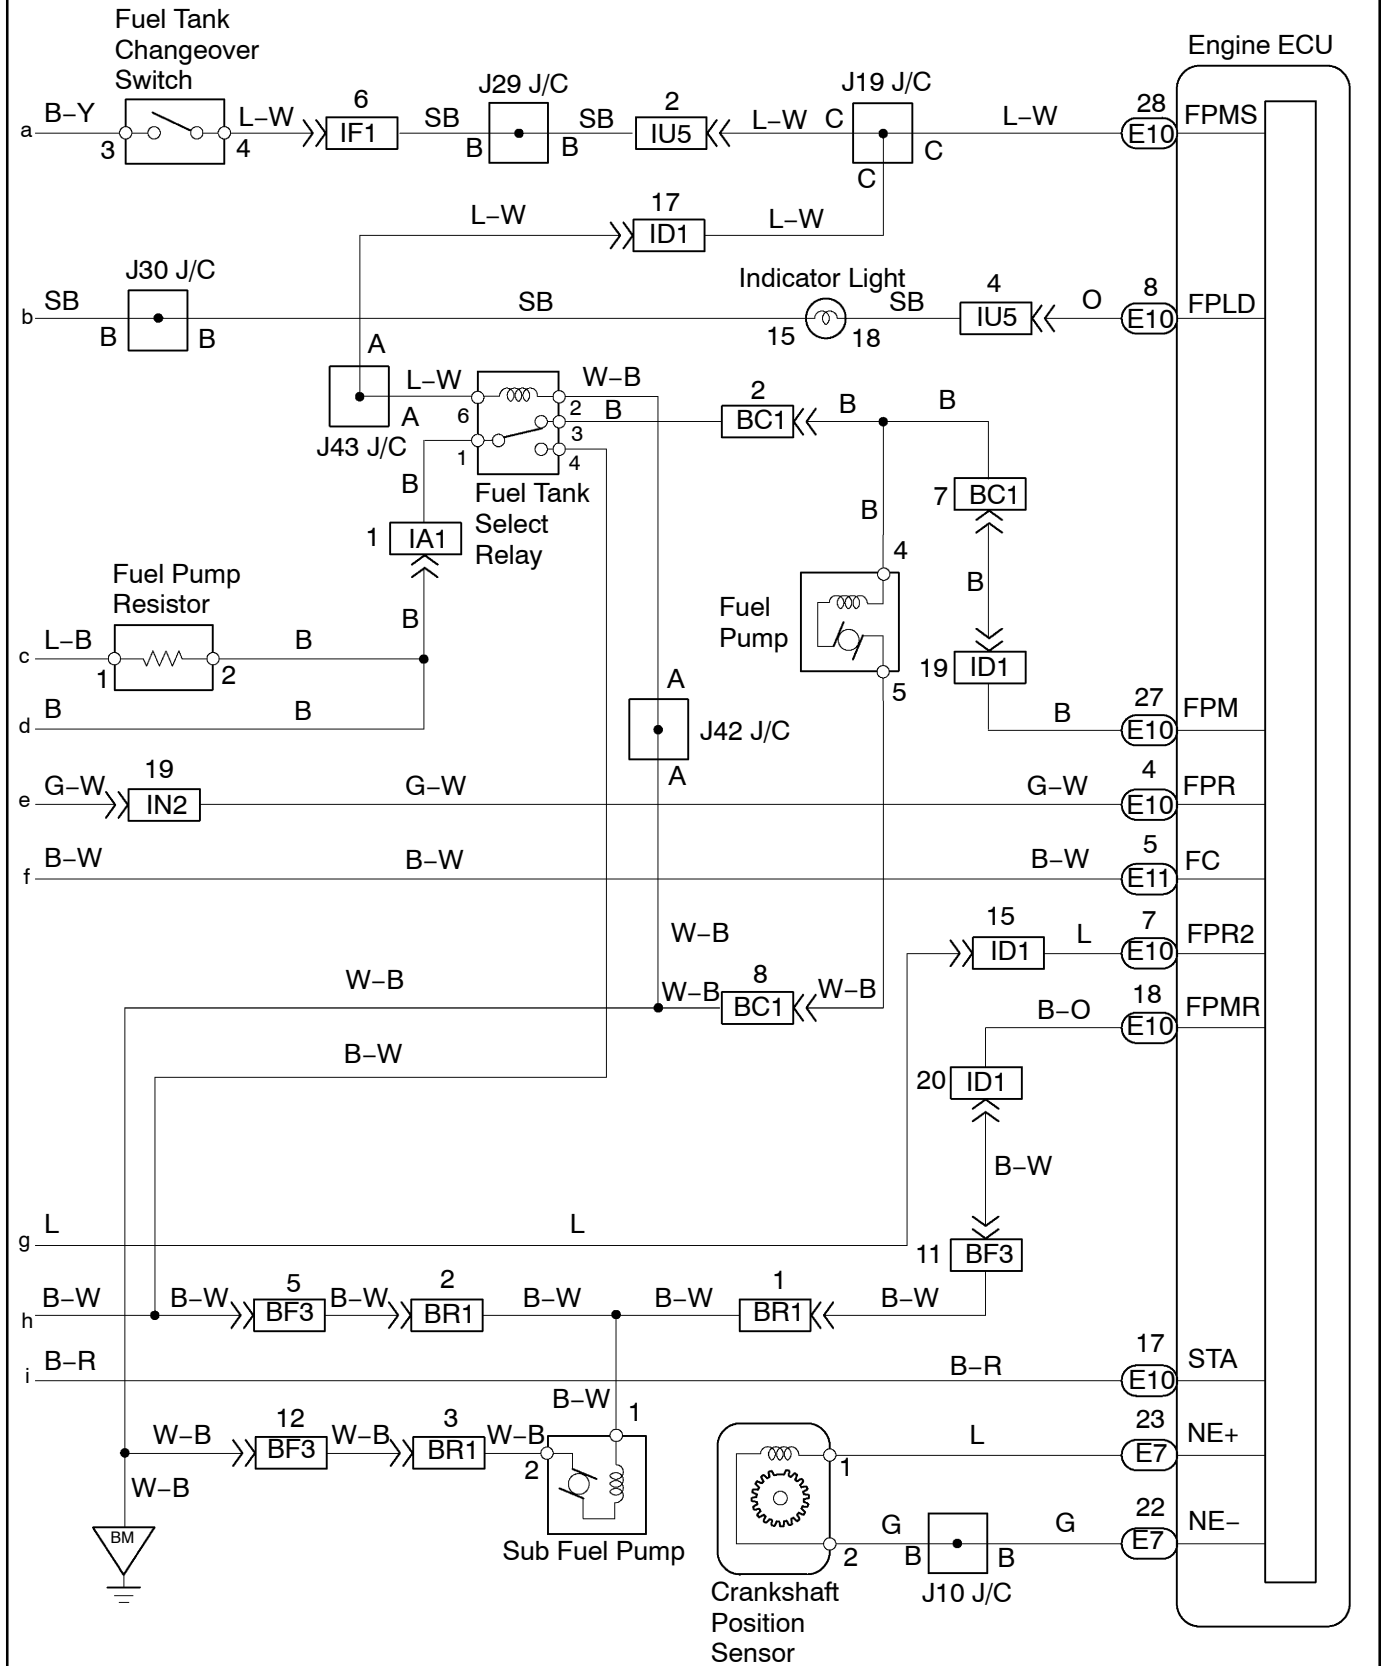 Fuel Tank
Changeover
Switch
Engine ECU
J29 J/C
J19 J/C
a
B–Y
3
4
L–W
6
IF1
SB
B
B
SB
2
IU5
L–W
C
C
C
L–W
28
E10
FPMS
L–W
17
ID1
L–W
J30 J/C
b
SB
B
B
SB
Indicator Light
15
18
SB
4
IU5
O
8
E10
FPLD
A
A
J43 J/C
L–W
6
1
2
3
4
W–B
B
2
BC1
B
B
Fuel Tank
Select
Relay
B
1
IA1
B
7
BC1
B
4
Fuel
Pump
5
B
19
ID1
B
27
E10
FPM
Fuel Pump
Resistor
c
L–B
1
2
B
d
B
B
A
J42 J/C
A
e
G–W
19
IN2
G–W
G–W
4
E10
FPR
f
B–W
B–W
B–W
5
E11
FC
15
ID1
L
7
E10
FPR2
W–B
W–B
W–B
8
BC1
W–B
B–O
18
E10
FPMR
B–W
20
ID1
B–W
11
BF3
g
L
L
h
B–W
B–W
5
BF3
B–W
2
BR1
B–W
B–W
1
BR1
B–W
i
B–R
B–R
17
E10
STA
B–W
1
W–B
12
BF3
W–B
3
BR1
W–B
2
W–B
BM
Sub Fuel Pump
1
L
23
E7
NE+
2
G
B
B
G
22
E7
NE–
J10 J/C
Crankshaft
Position
Sensor